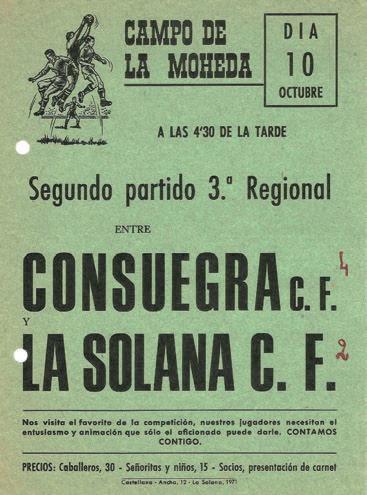 CAMPO DE
LA MOHEDA
DIA
10
OCTUBRE
A LAS 4'30 DE LA TARDE
Segundo partido 3.ª Regional
ENTRE
CONSUEGRA C. F. 4
Y
LA SOLANA C. F. 2
Nos visita el favorito de la competición, nuestros jugadores necesitan el
entusiasmo y animación que sólo el aficionado puede darle. CONTAMOS
CONTIGO.
PRECIOS: Caballeros, 30 - Señoritas y niños, 15 - Socios, presentación de carnet
Castellano - Ancha, 12 - La Solana, 1971